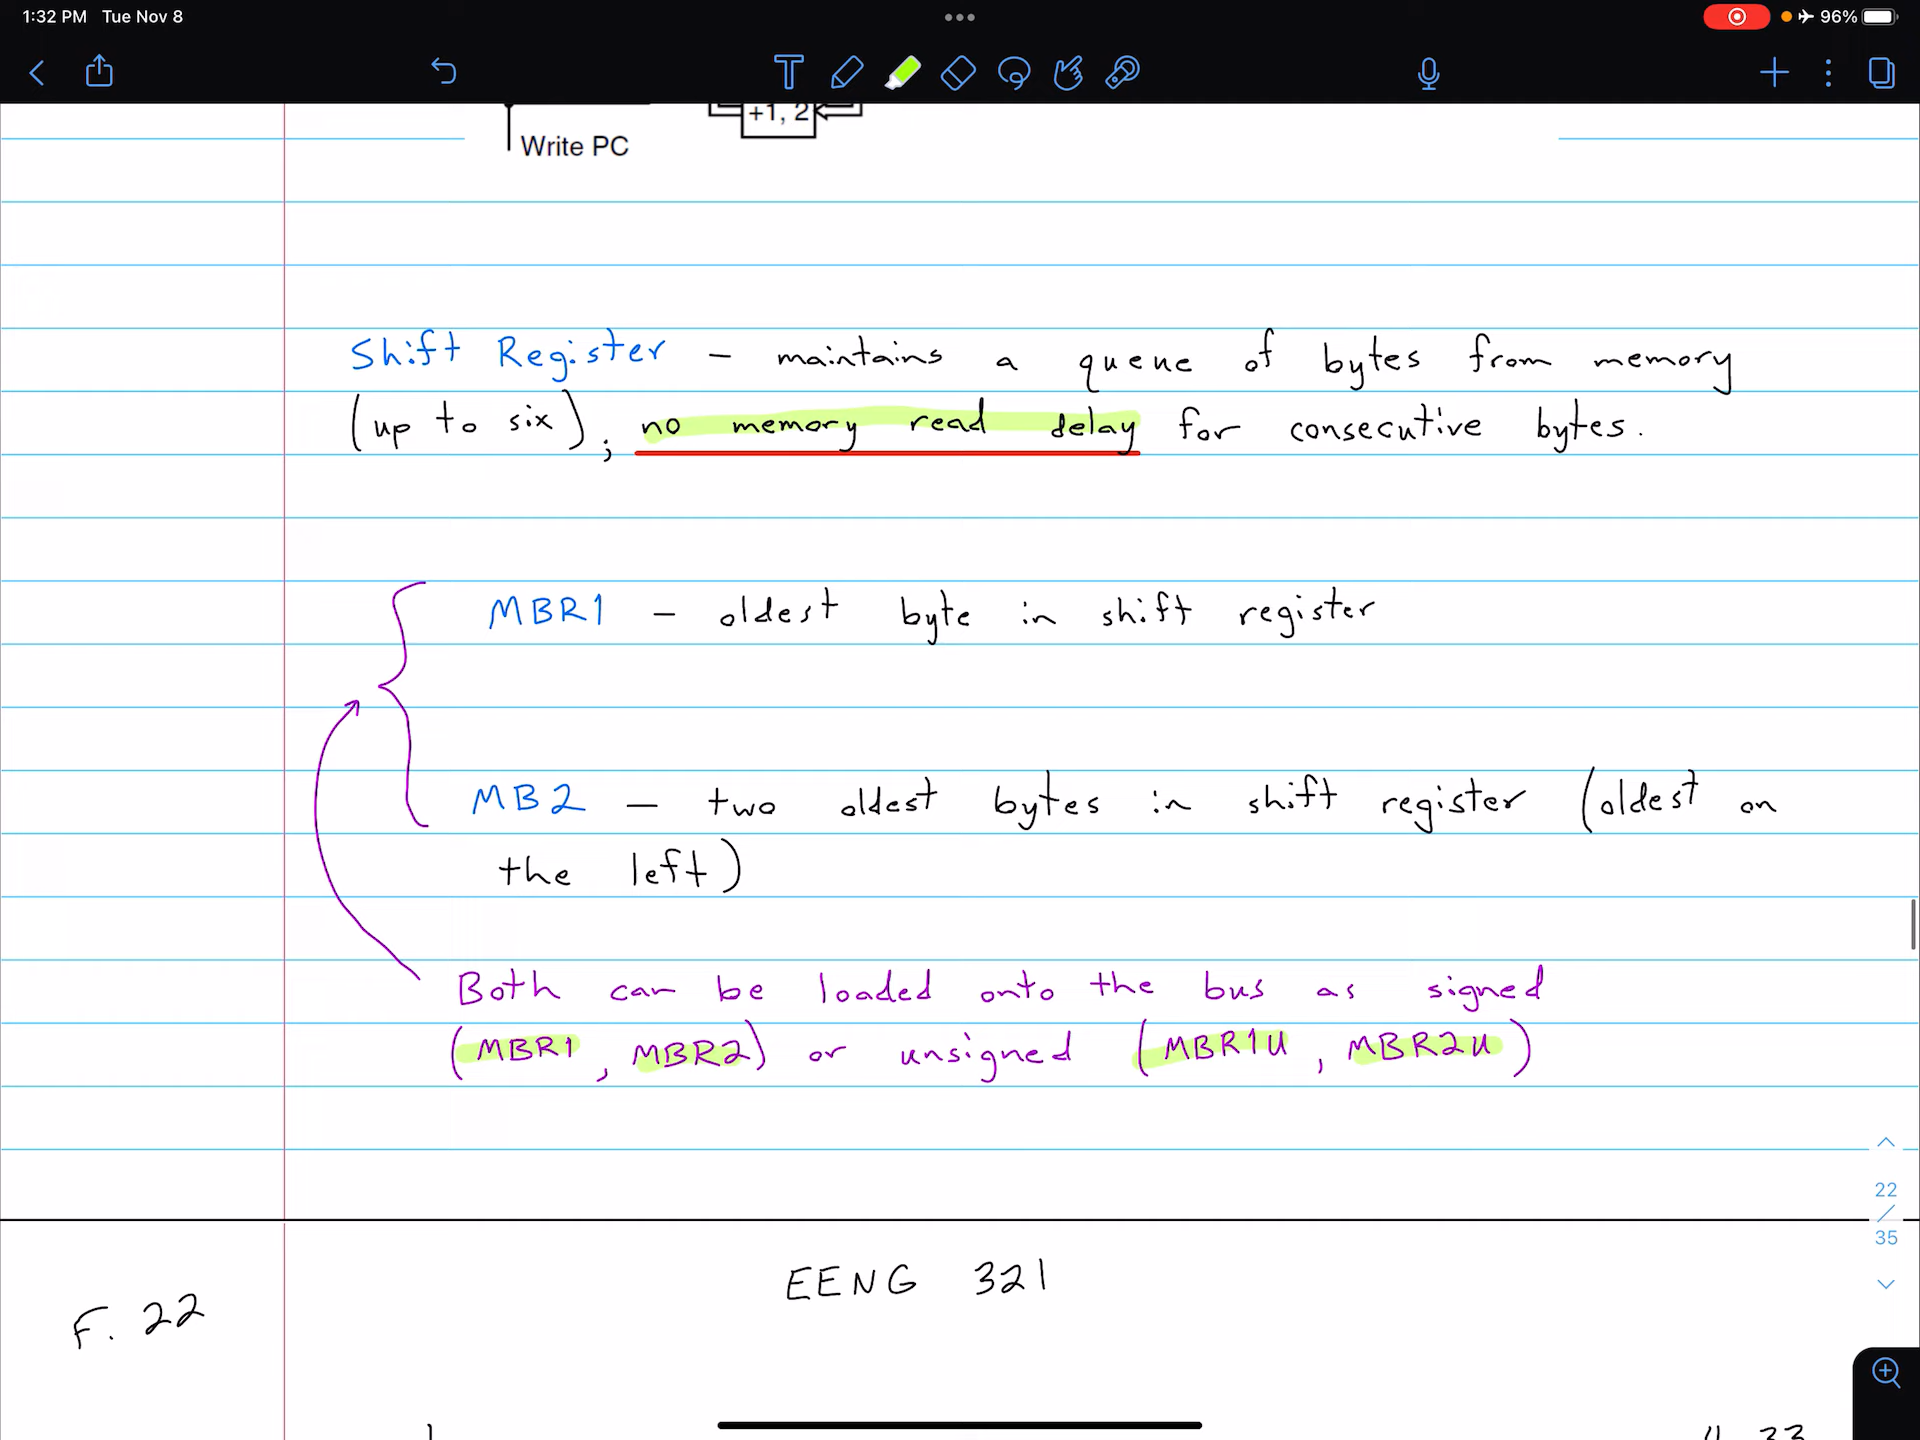 1:32 PM Tue Nov 8
96%
+1, 2
Write PC
Shift Register - maintains a queue of bytes from memory
(up to six); no memory read delay for consecutive bytes.
MBR1 - oldest byte in shift register
MB2 - two oldest bytes in shift register (oldest on
the left)
Both can be loaded onto the bus as signed
(MBR1, MBR2) or unsigned (MBR1U, MBR2U)
22
/
35
EENG 321
F. 22